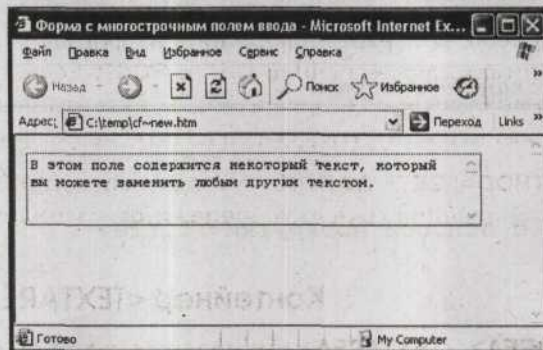 Форма с многострочным полем ввода - Microsoft Internet Ex...
Файл Правка Вид Избранное Сервис Справка
Назад Поиск Избранное
Адрес: C:\temp\cf~new.htm Переход Links
В этом поле содержится некоторый текст, который
вы можете заменить любым другим текстом.
Готово My Computer